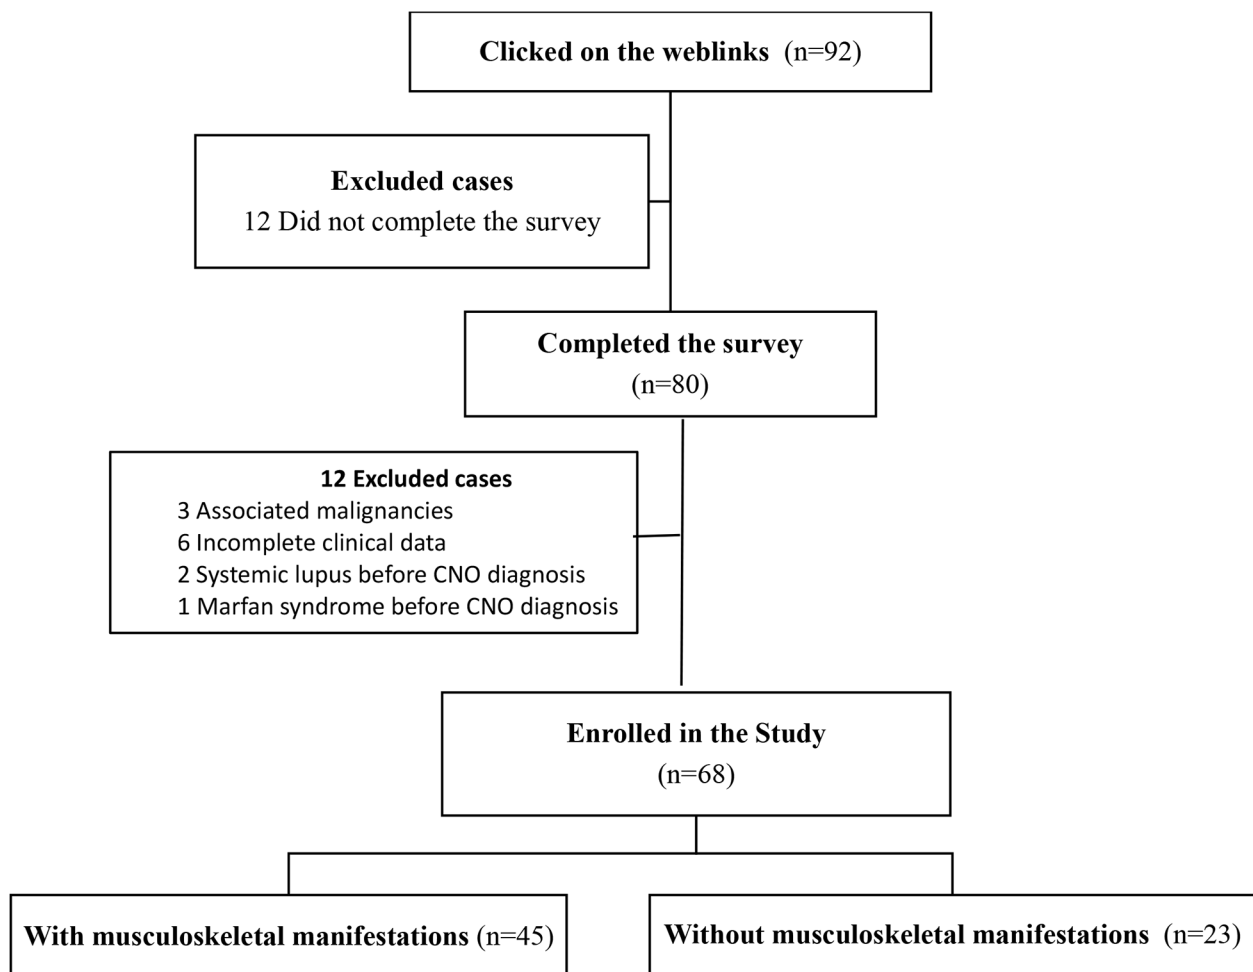 Clicked on the weblinks (n=92)
Excluded cases
12 Did not complete the survey
Completed the survey
(n=80)
12 Excluded cases
3 Associated malignancies
6 Incomplete clinical data
2 Systemic lupus before CNO diagnosis
1 Marfan syndrome before CNO diagnosis
Enrolled in the Study
(n=68)
With musculoskeletal manifestations (n=45)
Without musculoskeletal manifestations (n=23)